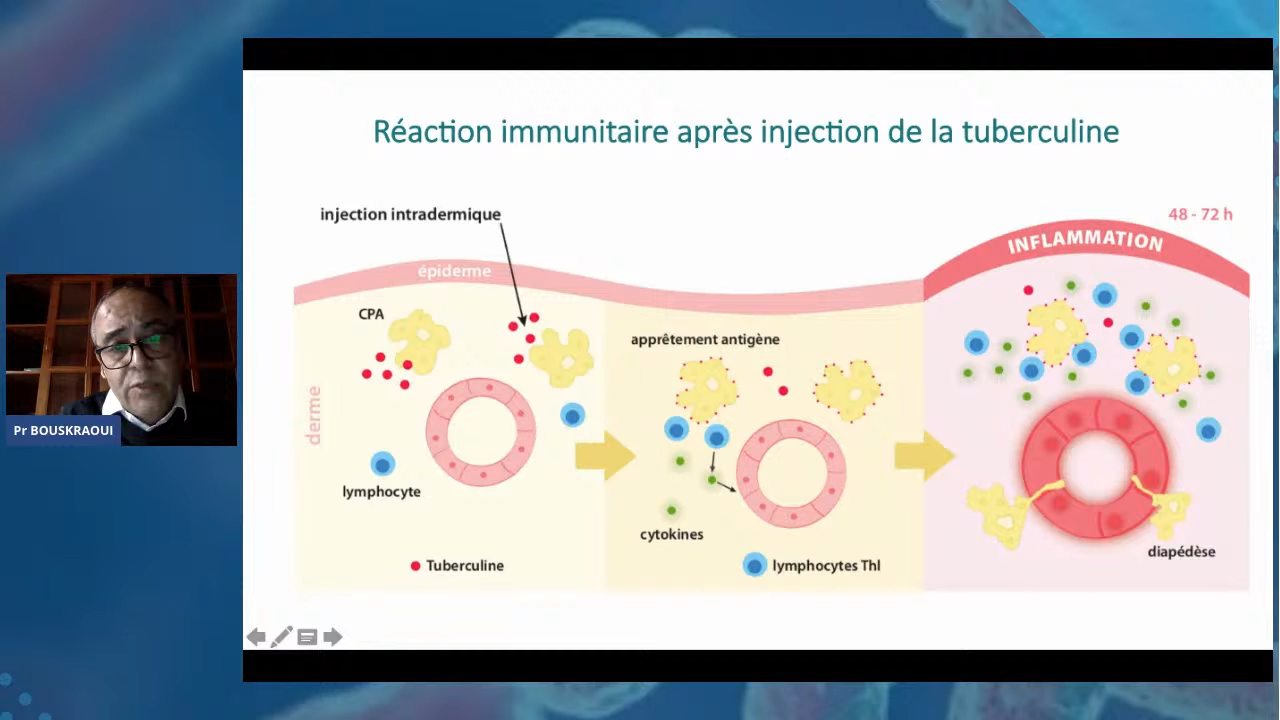 Réaction immunitaire après injection de la tuberculine
injection intradermique
48 - 72 h
INFLAMMATION
épiderme
CPA
apprêtement antigène
derme
Pr BOUSKRAOUI
lymphocyte
cytokines
diapédèse
Tuberculine
lymphocytes Thl